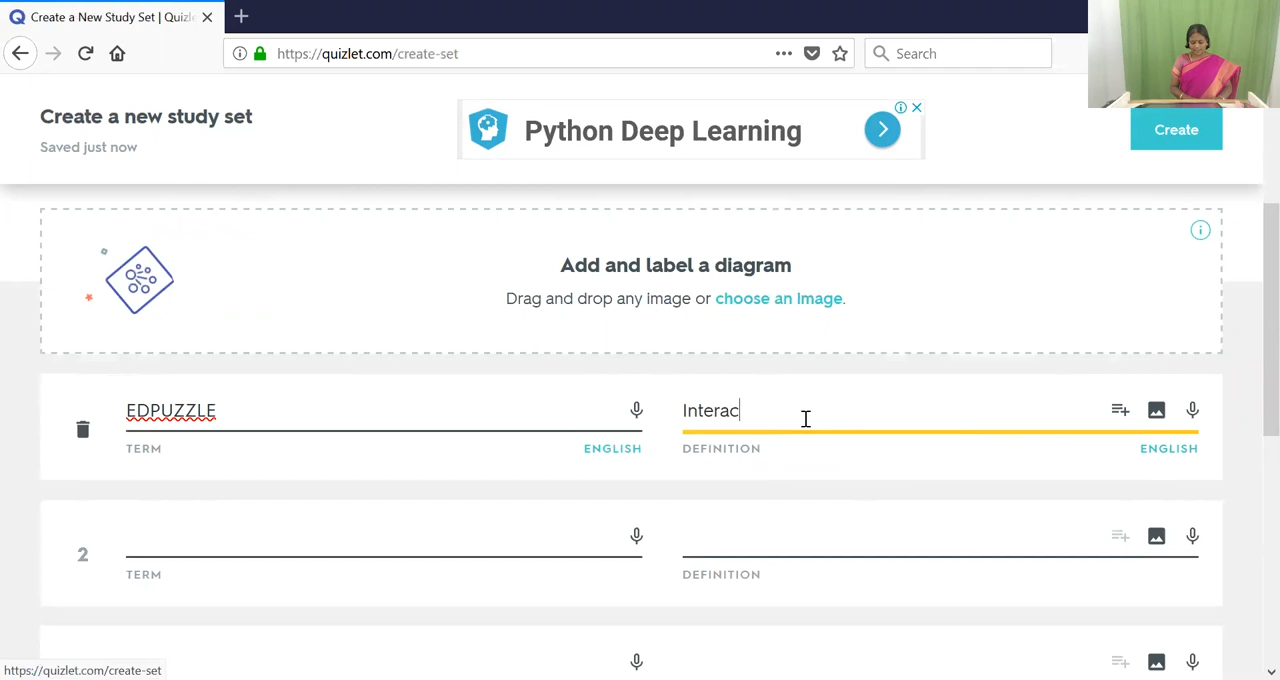 Create a New Study Set | Quizle
https://quizlet.com/create-set
Search
Create a new study set
Saved just now
Python Deep Learning
Create
Add and label a diagram
Drag and drop any image or choose an image.
EDPUZZLE
Interac
TERM
ENGLISH
DEFINITION
ENGLISH
2
TERM
DEFINITION
https://quizlet.com/create-set